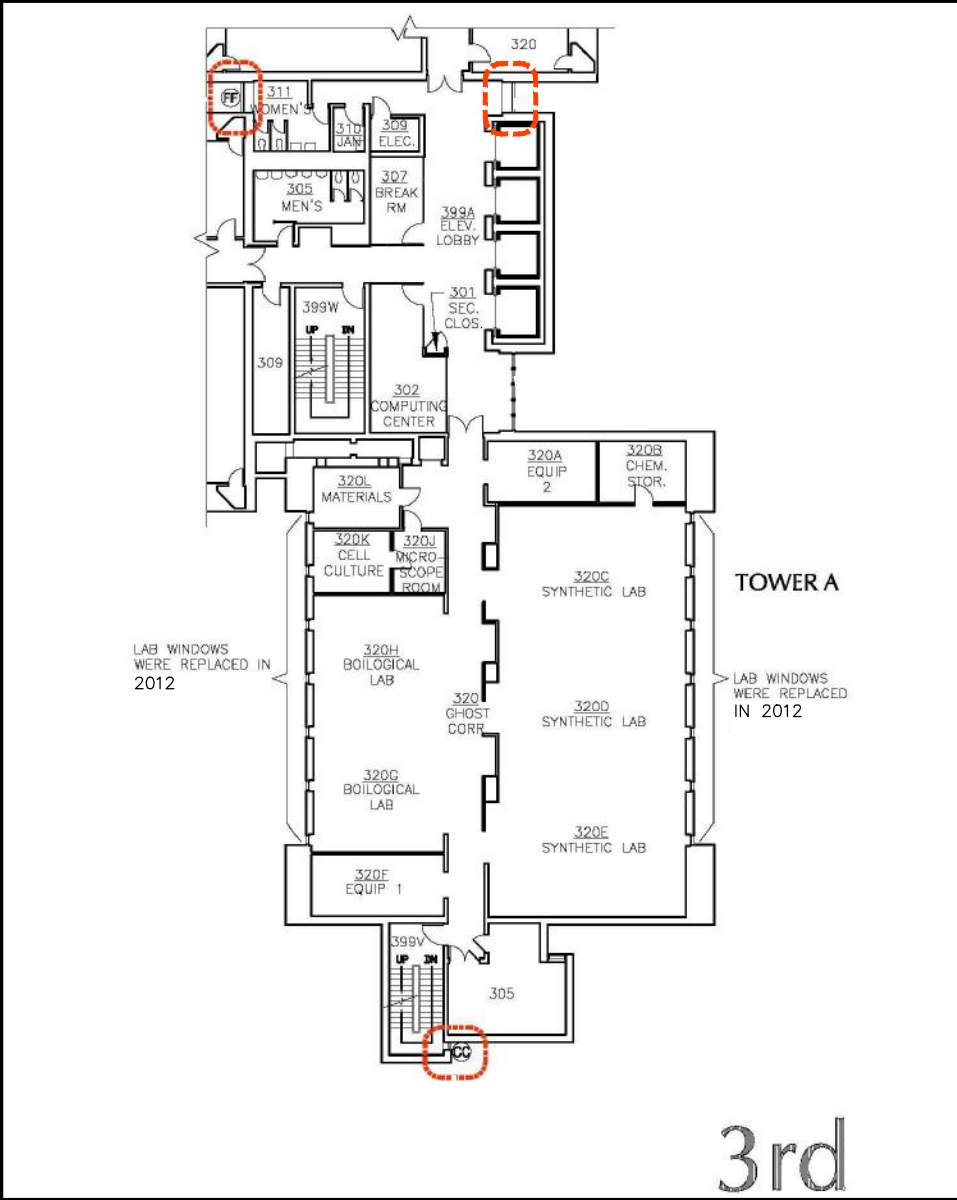 320
FF
311
WOMEN'S
310
JAN
309
ELEC.
307
BREAK
RM
305
MEN'S
399A
ELEV.
LOBBY
301
SEC.
CLOS.
399W
UP DN
309
302
COMPUTING
CENTER
320A
EQUIP
2
320B
CHEM.
STOR.
320L
MATERIALS
320K
CELL
CULTURE
320J
MICRO-
SCOPE
ROOM
320C
SYNTHETIC LAB
TOWER A
LAB WINDOWS
WERE REPLACED IN
2012
320H
BOILOGICAL
LAB
320
GHOST
CORR
320D
SYNTHETIC LAB
LAB WINDOWS
WERE REPLACED
IN 2012
320G
BOILOGICAL
LAB
320E
SYNTHETIC LAB
320F
EQUIP 1
399V
UP DN
305
CC
3rd